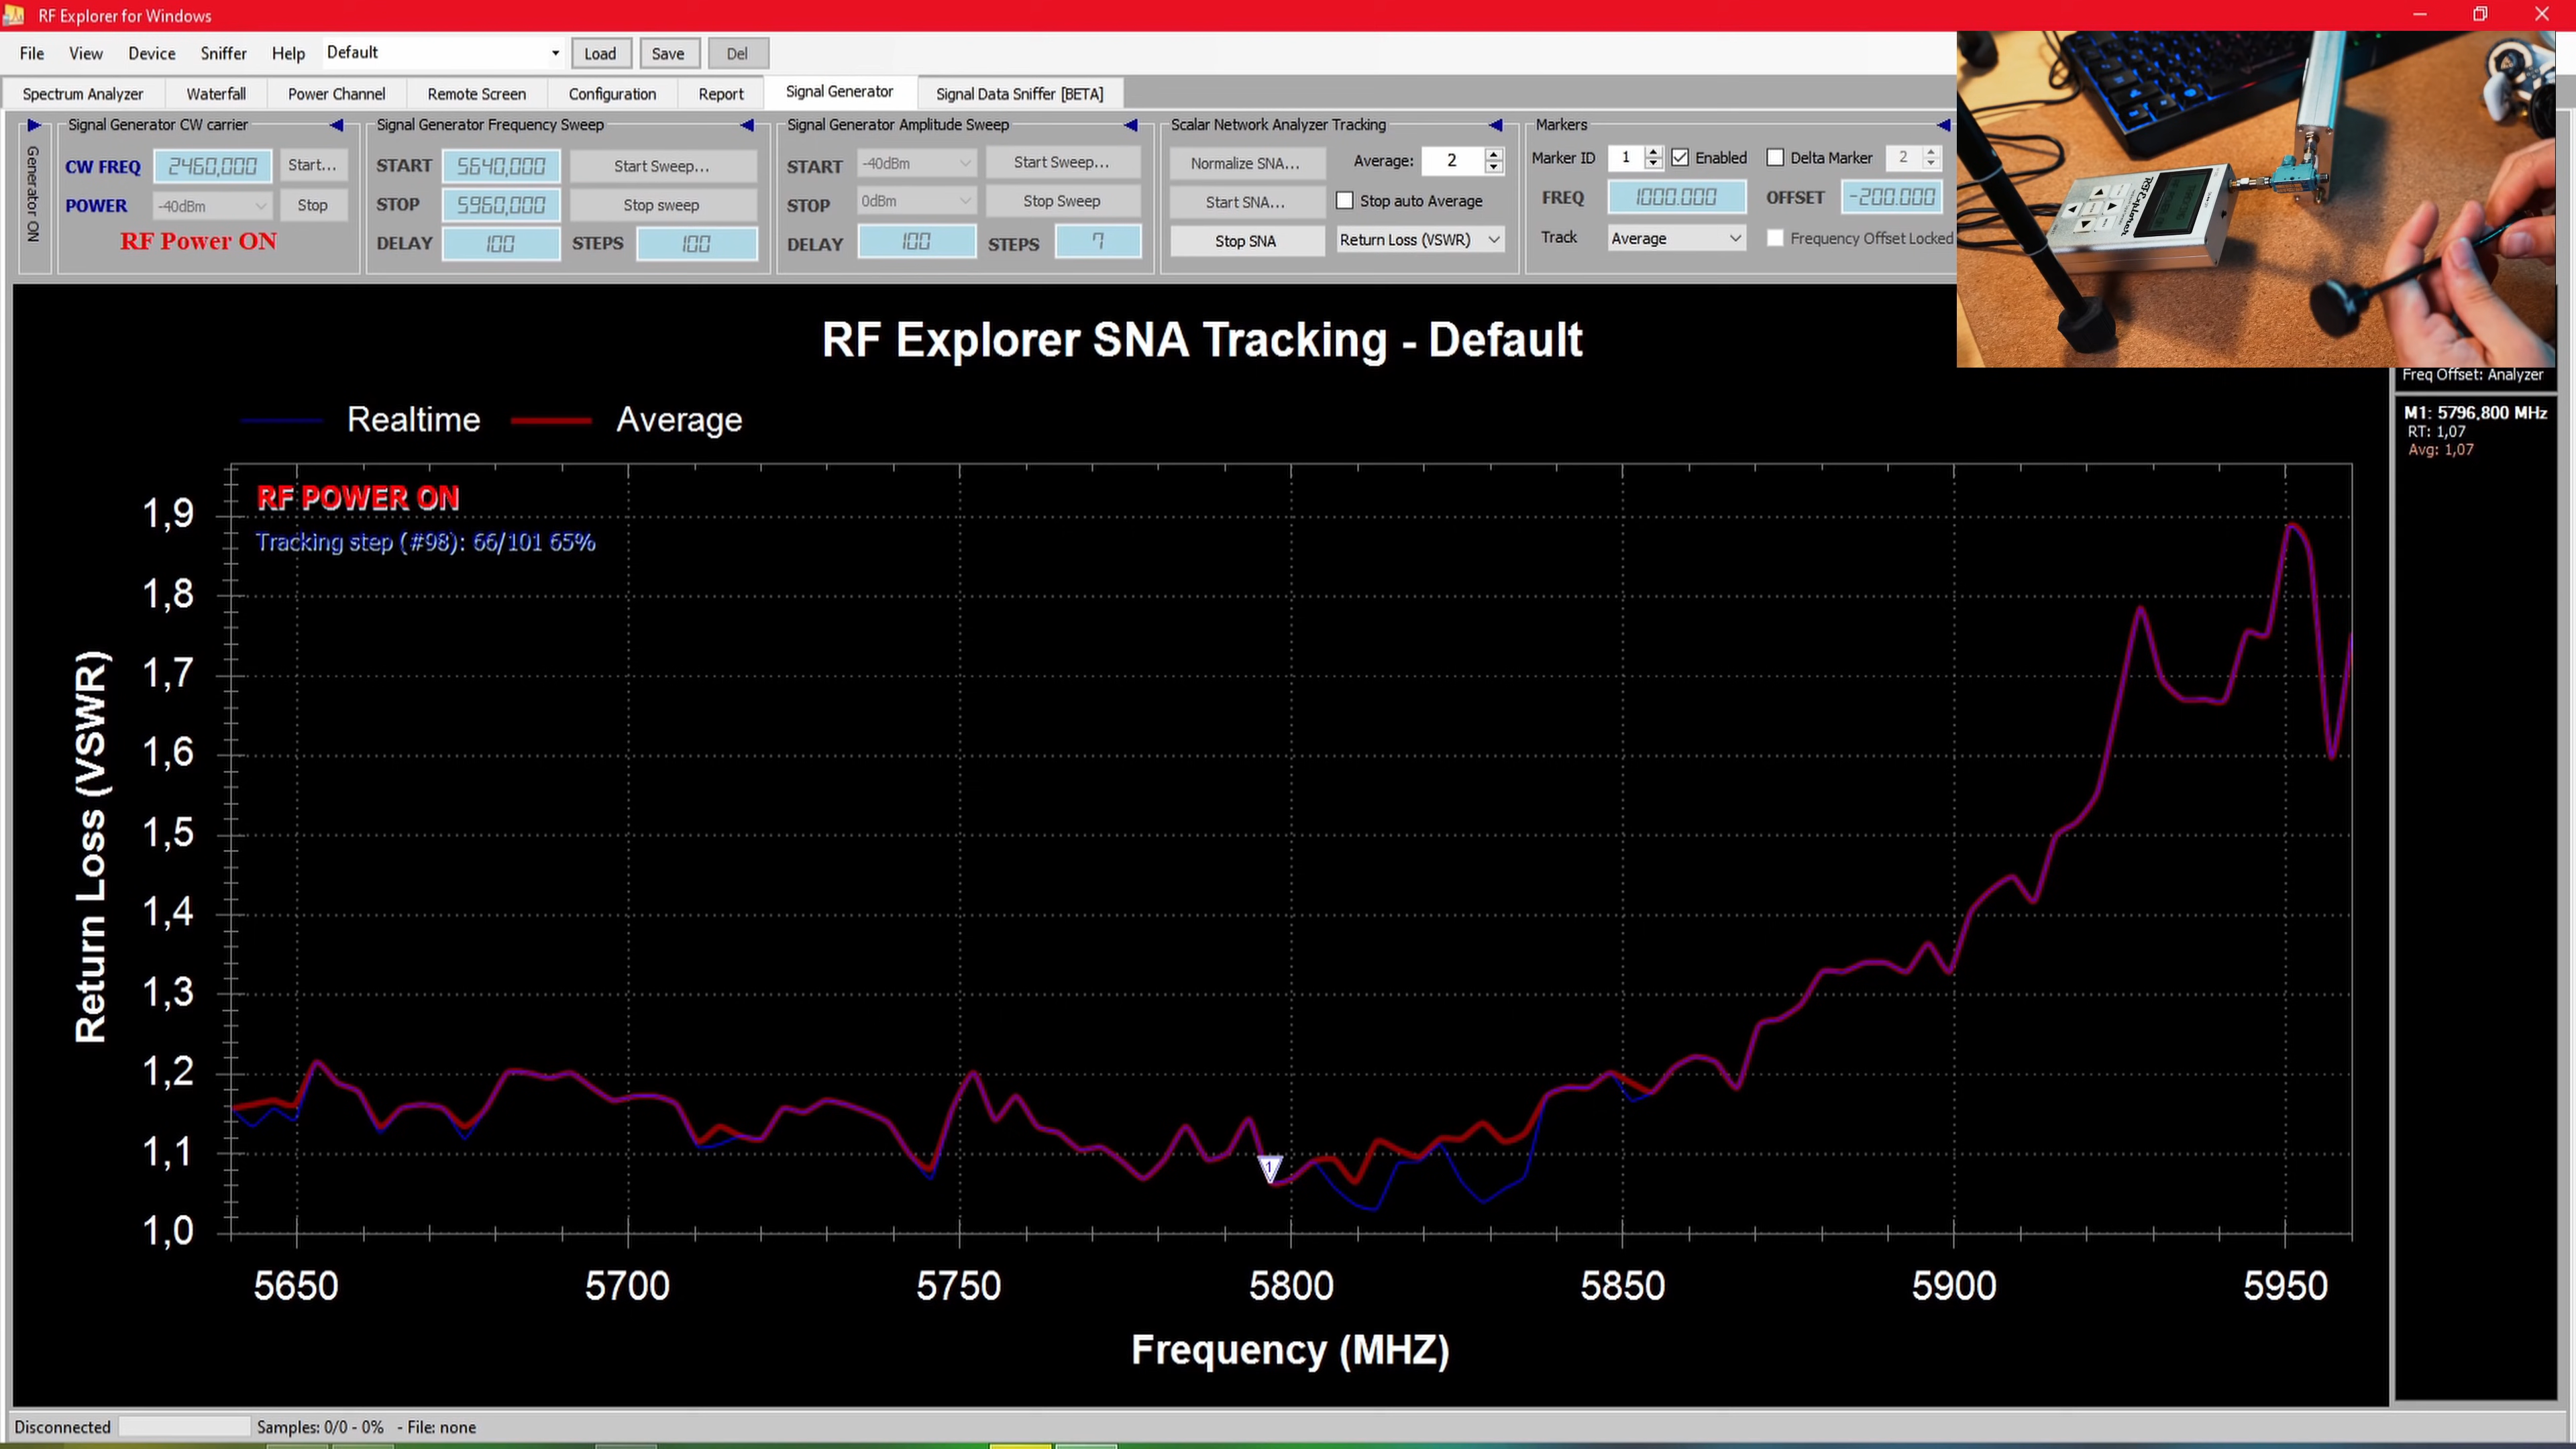 RF Explorer for Windows
File View Device Sniffer Help Default Load Save Del
Spectrum Analyzer Waterfall Power Channel Remote Screen Configuration Report Signal Generator Signal Data Sniffer [BETA]
Generator ON
Signal Generator CW carrier
CW FREQ 2460,000 Start...
POWER -40dBm Stop
RF Power ON
Signal Generator Frequency Sweep
START 5640,000 Start Sweep...
STOP 5960,000 Stop sweep
DELAY 100 STEPS 100
Signal Generator Amplitude Sweep
START -40dBm Start Sweep...
STOP 0dBm Stop Sweep
DELAY 100 STEPS 7
Scalar Network Analyzer Tracking
Normalize SNA... Average: 2
Start SNA... Stop auto Average
Stop SNA Return Loss (VSWR)
Markers
Marker ID 1 Enabled Delta Marker 2
FREQ 1000.000 OFFSET -200.000
Track Average Frequency Offset Locked
RF Explorer
RF Explorer SNA Tracking - Default
Realtime Average
Freq Offset: Analyzer
M1: 5796,800 MHz
RT: 1,07
Avg: 1,07
RF POWER ON
Tracking step (#98): 66/101 65%
Return Loss (VSWR)
1,9
1,8
1,7
1,6
1,5
1,4
1,3
1,2
1,1
1,0
1
5650 5700 5750 5800 5850 5900 5950
Frequency (MHZ)
Disconnected Samples: 0/0 - 0% - File: none